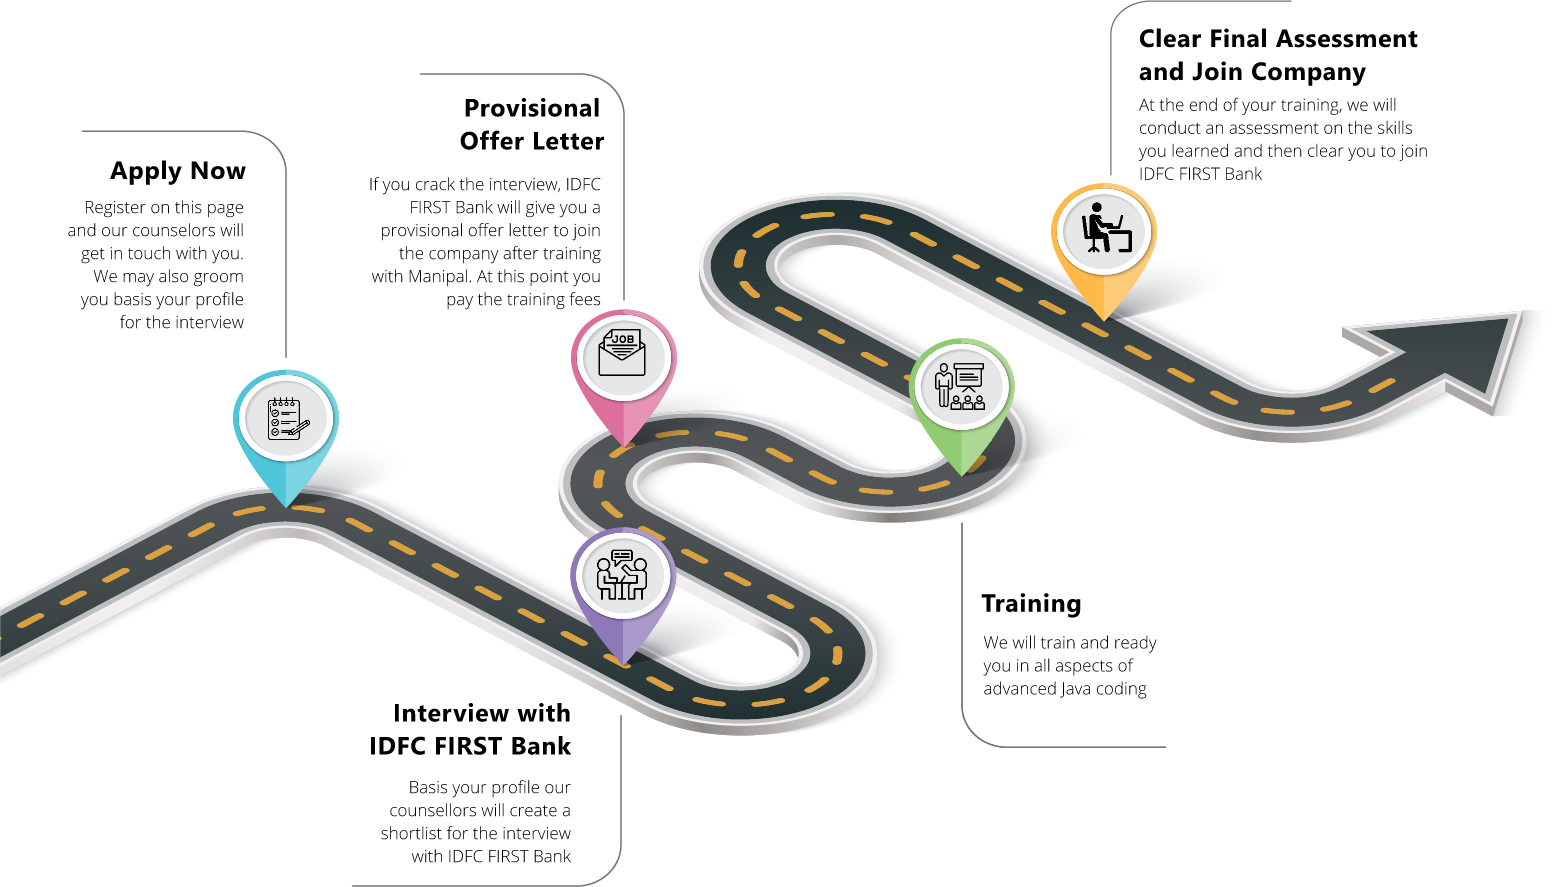 Apply Now
Register on this page
and our counselors will
get in touch with you.
We may also groom
you basis your profile
for the interview
Interview with
IDFC FIRST Bank
Basis your profile our
counsellors will create a
shortlist for the interview
with IDFC FIRST Bank
Provisional
Offer Letter
If you crack the interview, IDFC
FIRST Bank will give you a
provisional offer letter to join
the company after training
with Manipal. At this point you
pay the training fees
JOB
Training
We will train and ready
you in all aspects of
advanced Java coding
Clear Final Assessment
and Join Company
At the end of your training, we will
conduct an assessment on the skills
you learned and then clear you to join
IDFC FIRST Bank